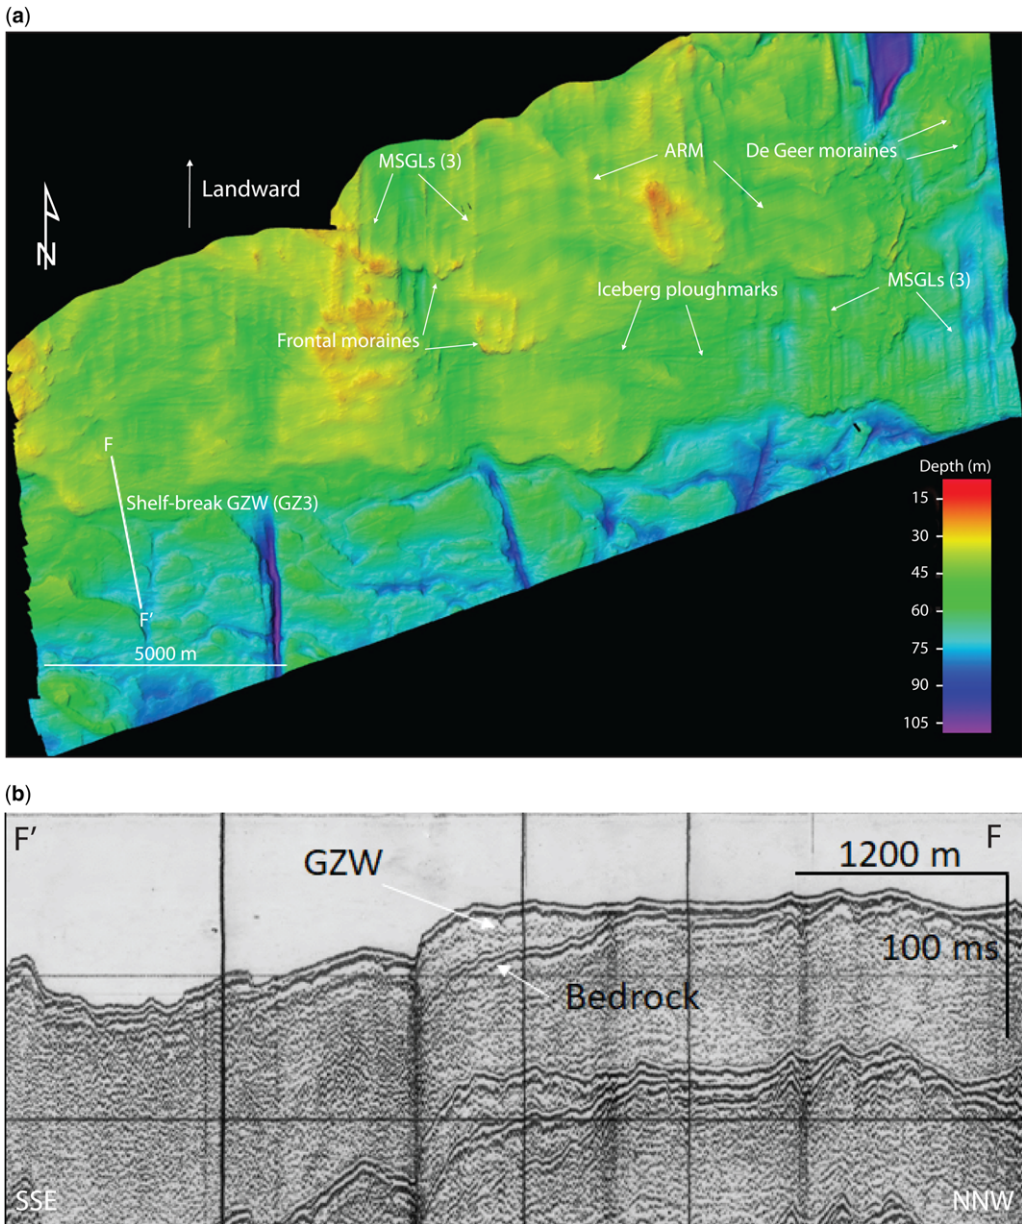 (a)
MSGLs (3)
ARM
De Geer moraines
Landward
N
Iceberg ploughmarks
MSGLs (3)
Frontal moraines
F
Shelf-break GZW (GZ3)
F'
5000 m
Depth (m)
15
30
45
60
75
90
105
(b)
F'
F
GZW
1200 m
100 ms
Bedrock
SSE
NNW